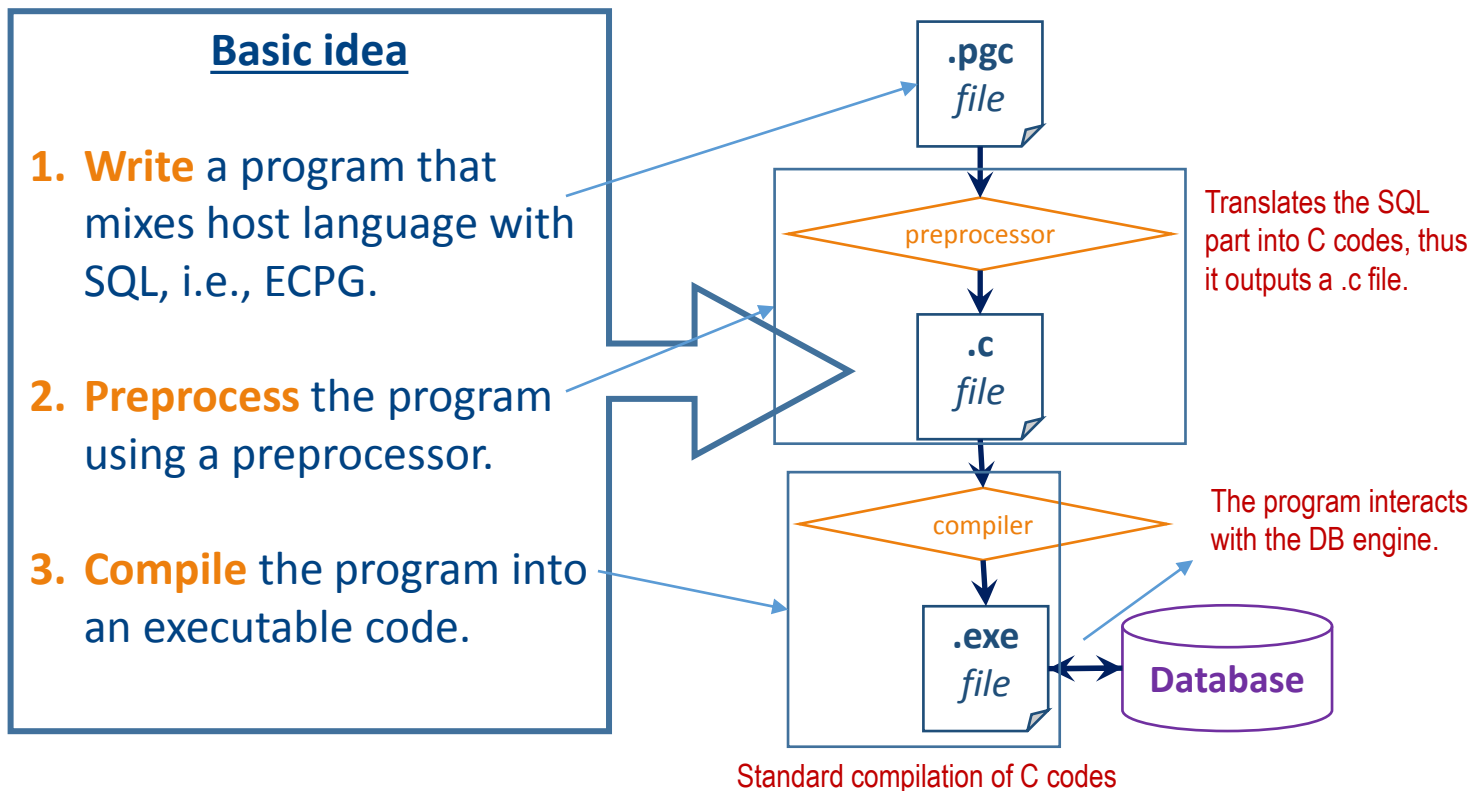 Basic idea
1. Write a program that
mixes host language with
SQL, i.e., ECPG.
2. Preprocess the program
using a preprocessor.
3. Compile the program into
an executable code.
.pgc
file
preprocessor
Translates the SQL
part into C codes, thus
it outputs a .c file.
.c
file
compiler
The program interacts
with the DB engine.
.exe
file
Database
Standard compilation of C codes